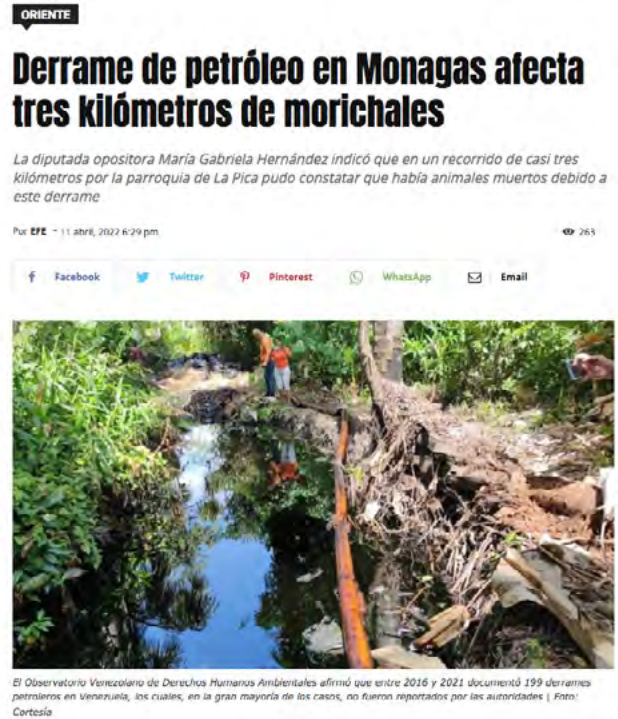 ORIENTE
Derrame de petróleo en Monagas afecta
tres kilómetros de morichales
La diputada opositora María Gabriela Hernández indicó que en un recorrido de casi tres
kilómetros por la parroquia de La Pica pudo constatar que había animales muertos debido a
este derrame
Por EFE - 11 abril, 2022 6:29 pm
263
Facebook
Twitter
Pinterest
WhatsApp
Email
El Observatorio Venezolano de Derechos Humanos Ambientales afirmó que entre 2016 y 2021 documentó 199 derrames
petroleros en Venezuela, los cuales, en la gran mayoría de los casos, no fueron reportados por las autoridades | Foto:
Cortesía